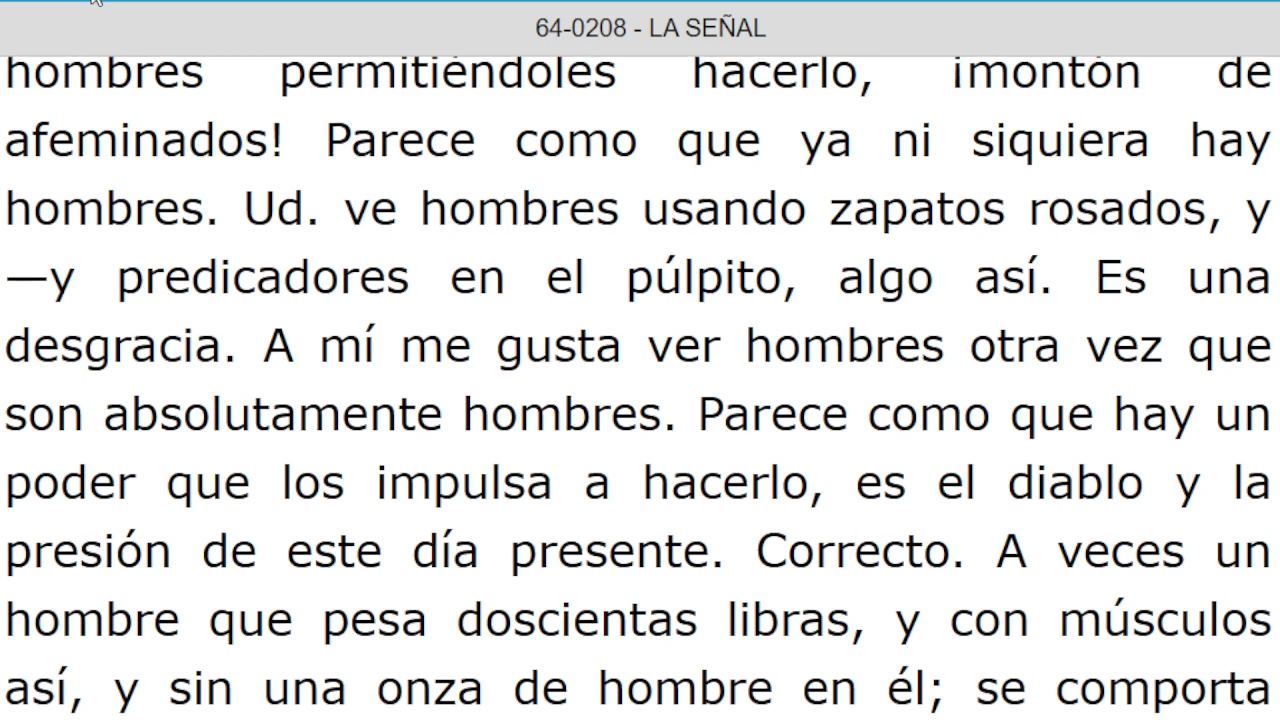 64-0208 - LA SEÑAL
hombres permitiéndoles hacerlo, ¡montón de
afeminados! Parece como que ya ni siquiera hay
hombres. Ud. ve hombres usando zapatos rosados, y
—y predicadores en el púlpito, algo así. Es una
desgracia. A mí me gusta ver hombres otra vez que
son absolutamente hombres. Parece como que hay un
poder que los impulsa a hacerlo, es el diablo y la
presión de este día presente. Correcto. A veces un
hombre que pesa doscientas libras, y con músculos
así, y sin una onza de hombre en él; se comporta